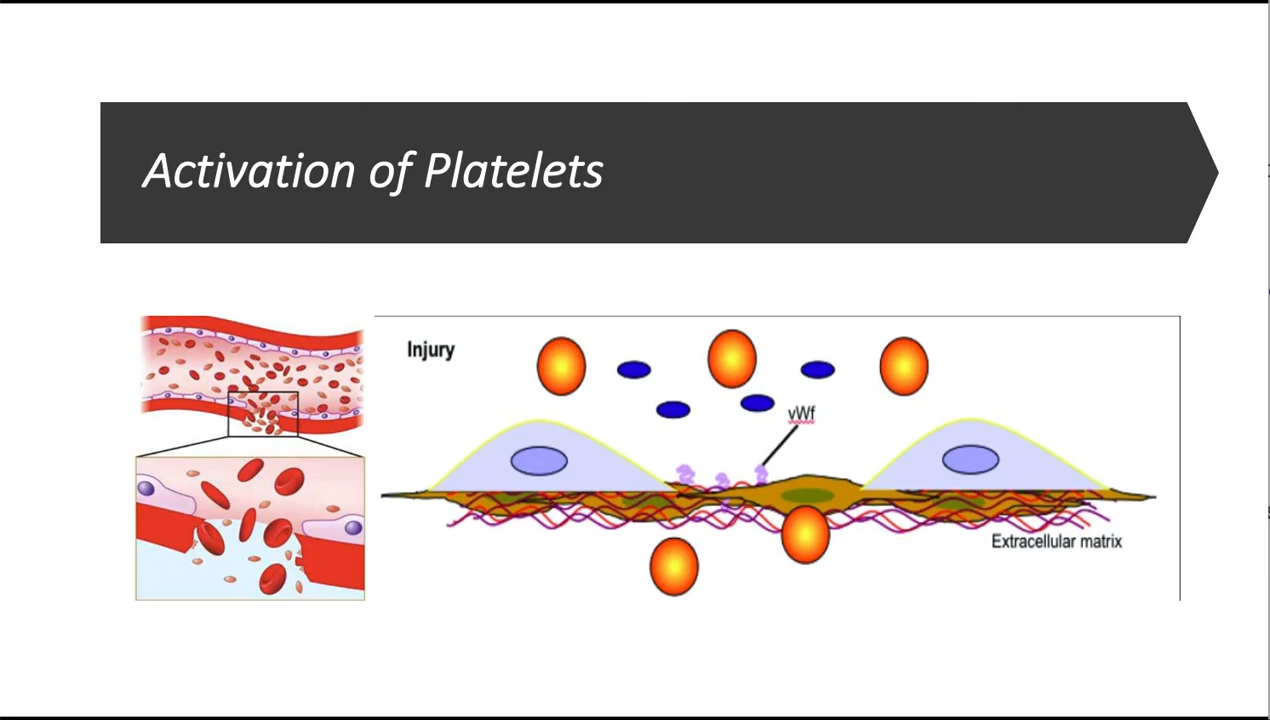 Activation of Platelets
Injury
vWf
Extracellular matrix